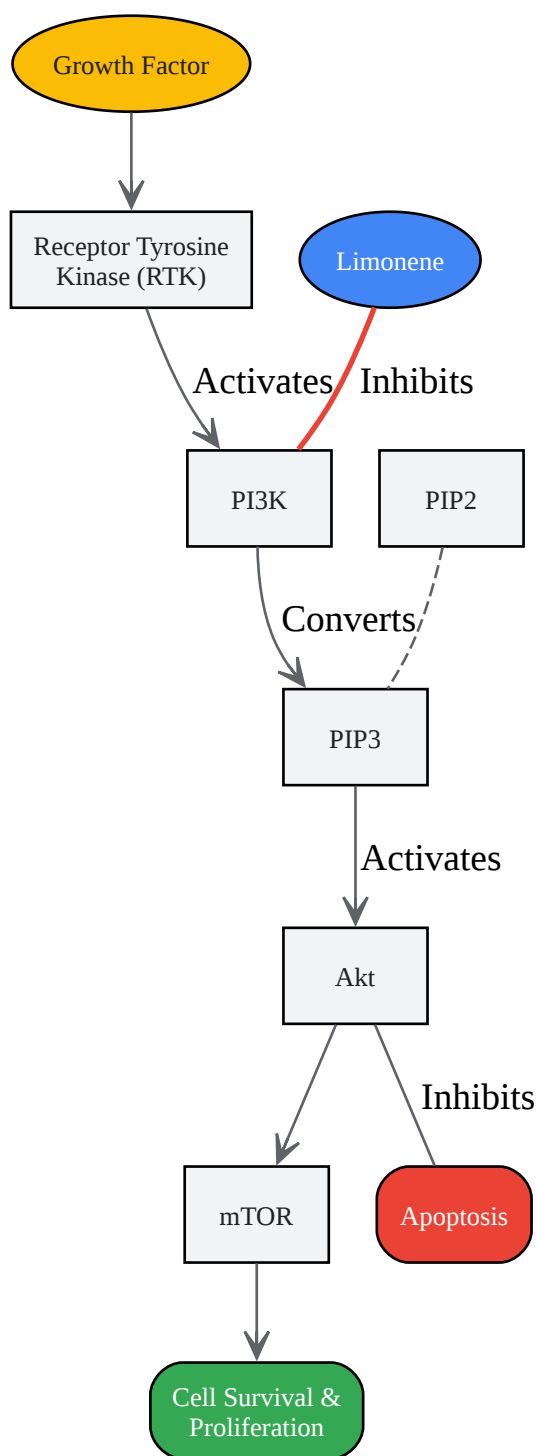 Growth Factor
Receptor Tyrosine
Kinase (RTK)
Limonene
Activates
Inhibits
PI3K
PIP2
Converts
PIP3
Activates
Akt
Inhibits
mTOR
Apoptosis
Cell Survival &
Proliferation